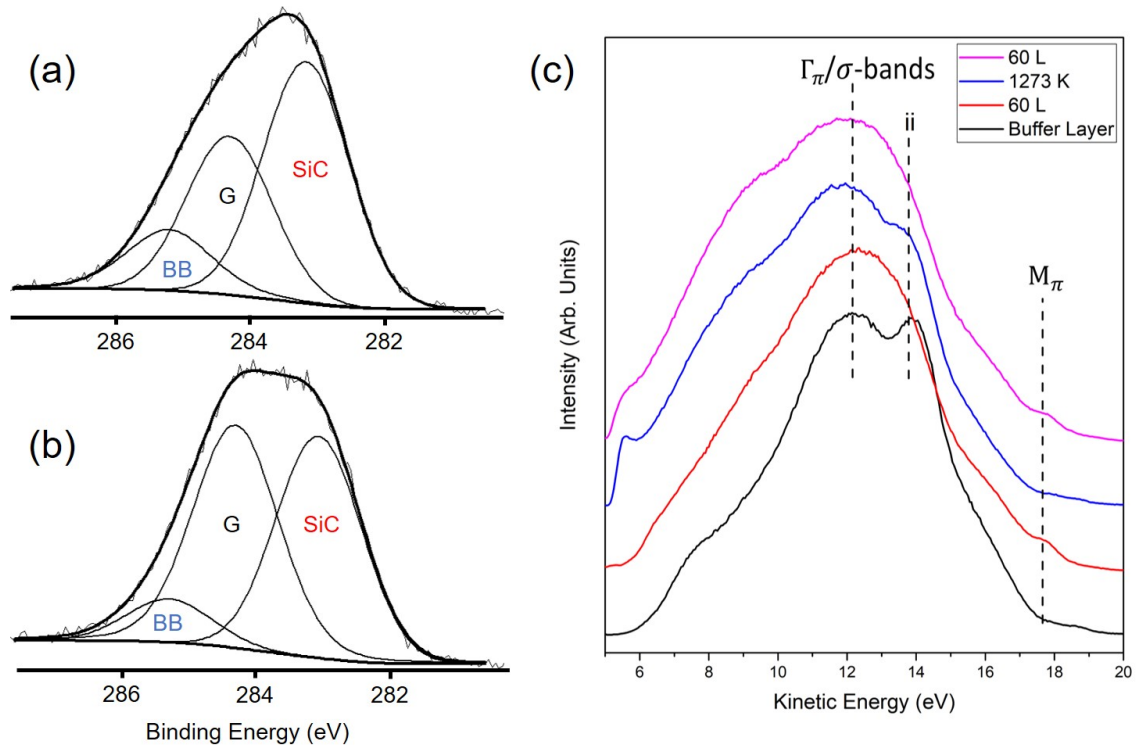 (a)
BB
G
SiC
286
284
282
(b)
BB
G
SiC
286
284
282
Binding Energy (eV)
(c)
60 L
1273 K
60 L
Buffer Layer
Γπ/σ-bands
ii
Mπ
Intensity (Arb. Units)
6 8 10 12 14 16 18 20
Kinetic Energy (eV)